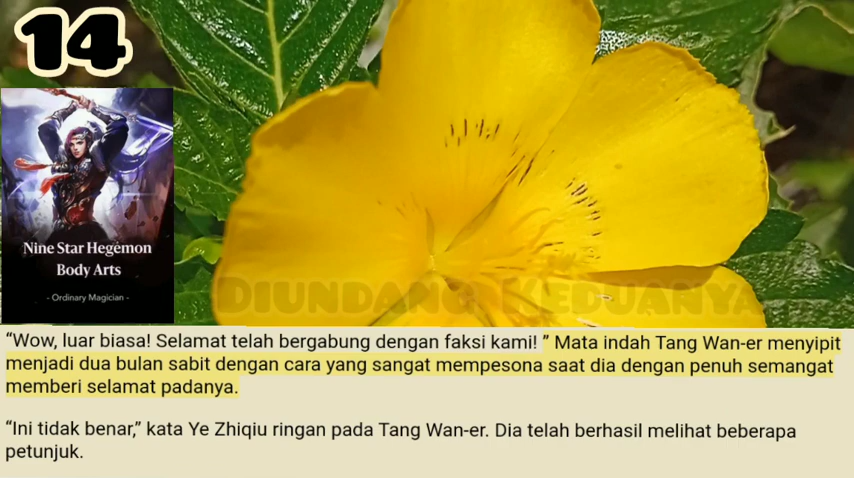 14
Nine Star Hegemon
Body Arts
- Ordinary Magician -
DIUNDANG KEDUANYA
“Wow, luar biasa! Selamat telah bergabung dengan faksi kami! ” Mata indah Tang Wan-er menyipit
menjadi dua bulan sabit dengan cara yang sangat mempesona saat dia dengan penuh semangat
memberi selamat padanya.
“Ini tidak benar,” kata Ye Zhiqiu ringan pada Tang Wan-er. Dia telah berhasil melihat beberapa
petunjuk.